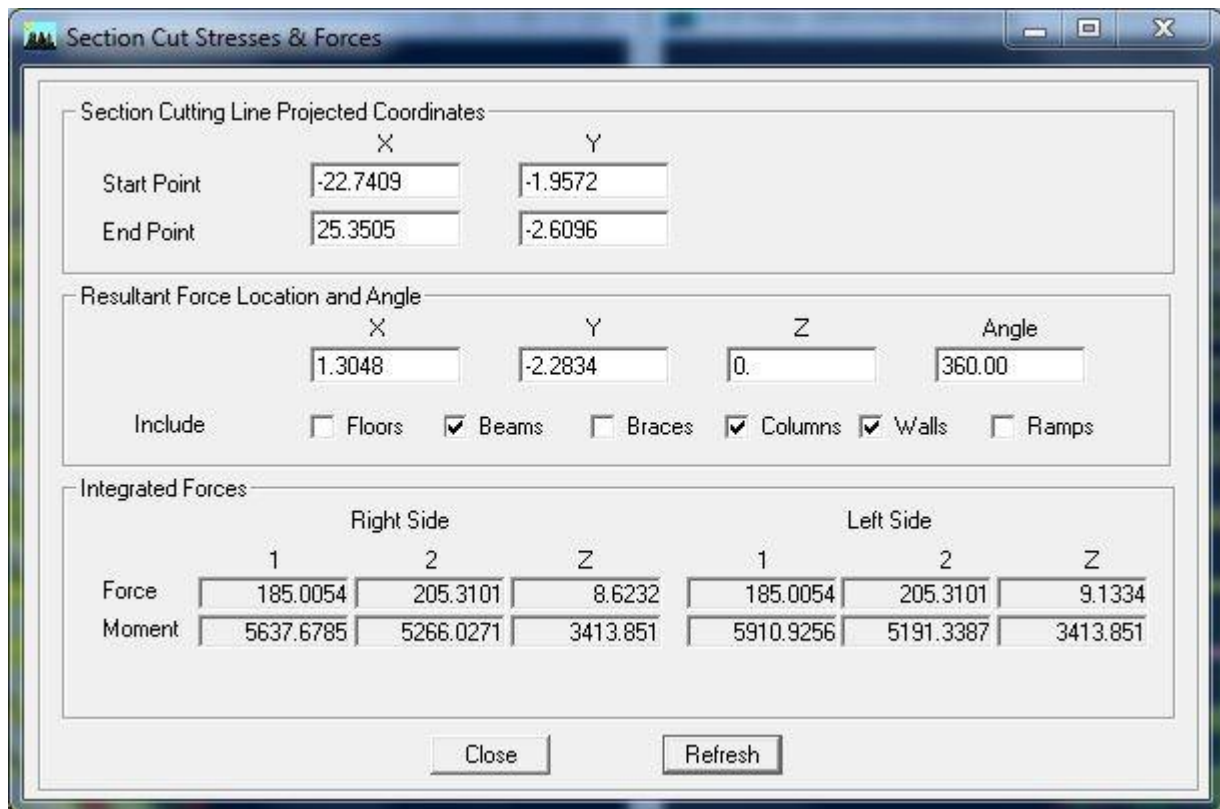 Section Cut Stresses & Forces
Section Cutting Line Projected Coordinates
X Y
Start Point -22.7409 -1.9572
End Point 25.3505 -2.6096
Resultant Force Location and Angle
X Y Z Angle
1.3048 -2.2834 0. 360.00
Include Floors Beams Braces Columns Walls Ramps
Integrated Forces
Right Side Left Side
1 2 Z 1 2 Z
Force 185.0054 205.3101 8.6232 185.0054 205.3101 9.1334
Moment 5637.6785 5266.0271 3413.851 5910.9256 5191.3387 3413.851
Close Refresh